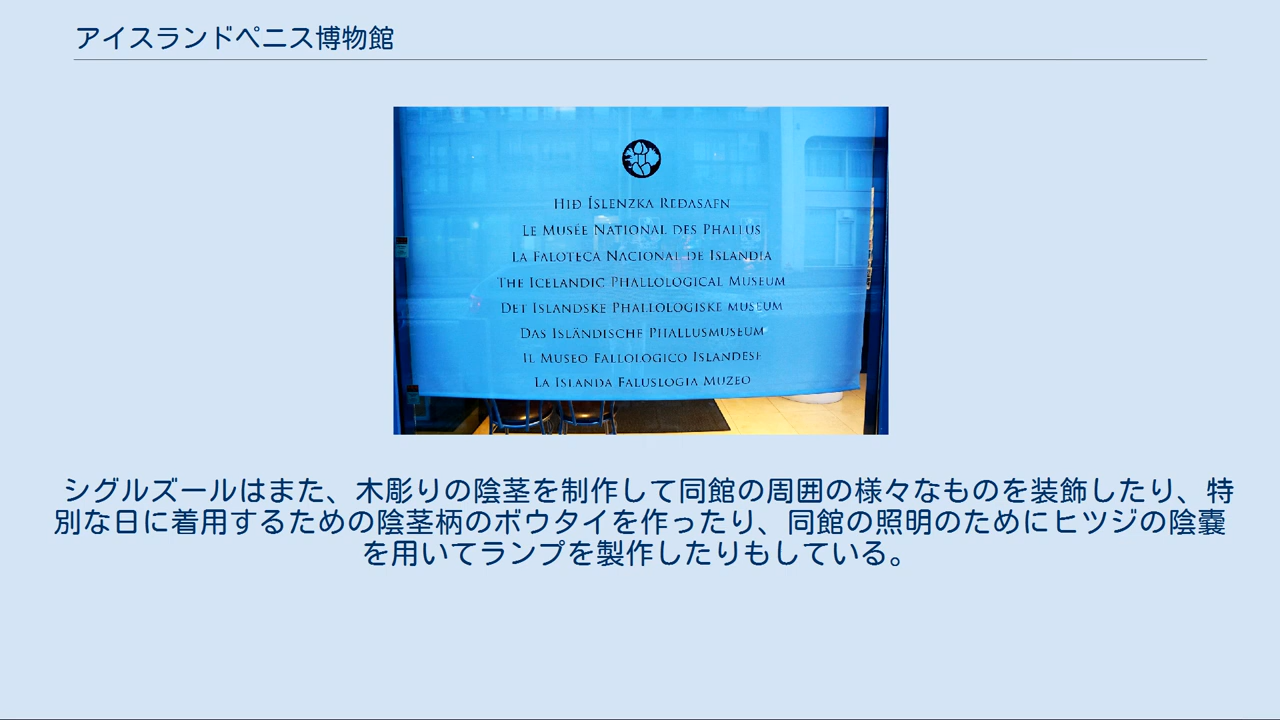 アイスランドペニス博物館
HIÐ ÍSLENZKA REÐASAFN
LE MUSÉE NATIONAL DES PHALLUS
LA FALOTECA NACIONAL DE ISLANDIA
THE ICELANDIC PHALLOLOGICAL MUSEUM
DET ISLANDSKE PHALLOLOGISKE MUSEUM
DAS ISLÄNDISCHE PHALLUSMUSEUM
IL MUSEO FALLOLOGICO ISLANDESE
LA ISLANDA FALUSLOGIA MUZEO
シグルズールはまた、木彫りの陰茎を制作して同館の周囲の様々なものを装飾したり、特
別な日に着用するための陰茎柄のボウタイを作ったり、同館の照明のためにヒツジの陰嚢
を用いてランプを製作したりもしている。